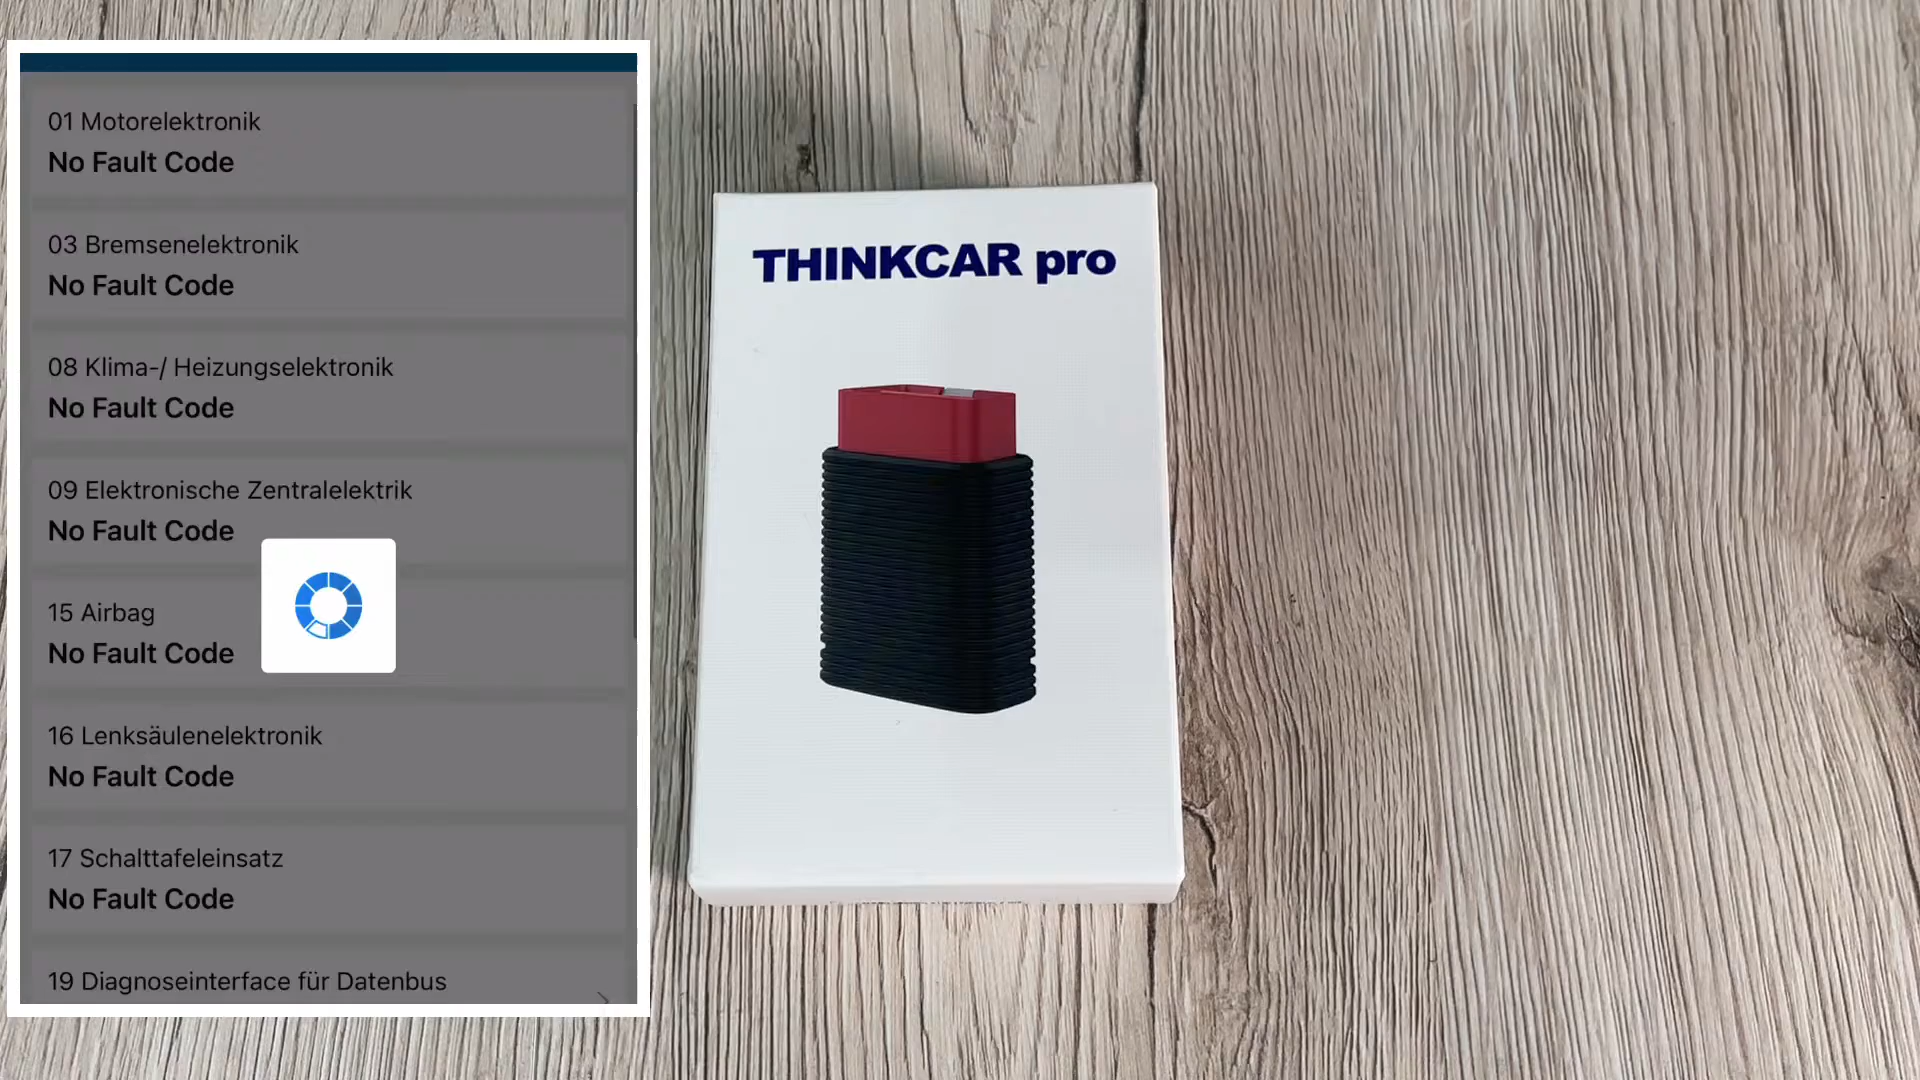 01 Motorelektronik
No Fault Code
03 Bremsenelektronik
No Fault Code
08 Klima-/ Heizungselektronik
No Fault Code
09 Elektronische Zentralelektrik
No Fault Code
15 Airbag
No Fault Code
16 Lenksäulenelektronik
No Fault Code
17 Schalttafeleinsatz
No Fault Code
19 Diagnoseinterface für Datenbus
THINKCAR pro